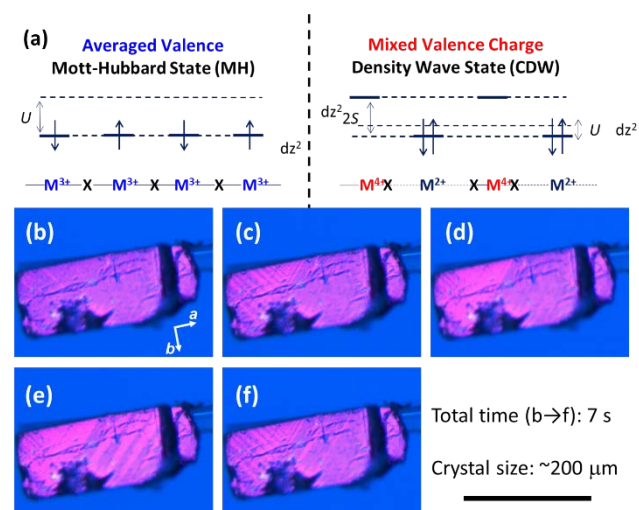 (a)
Averaged Valence
Mott-Hubbard State (MH)
U
dz²
M³⁺ X M³⁺ X M³⁺ X M³⁺
Mixed Valence Charge
Density Wave State (CDW)
dz² 2S
U dz²
M⁴⁺ M²⁺ X M⁴⁺X M²⁺
(b)
a
b
(c)
(d)
(e)
(f)
Total time (b→f): 7 s
Crystal size: ~200 μm